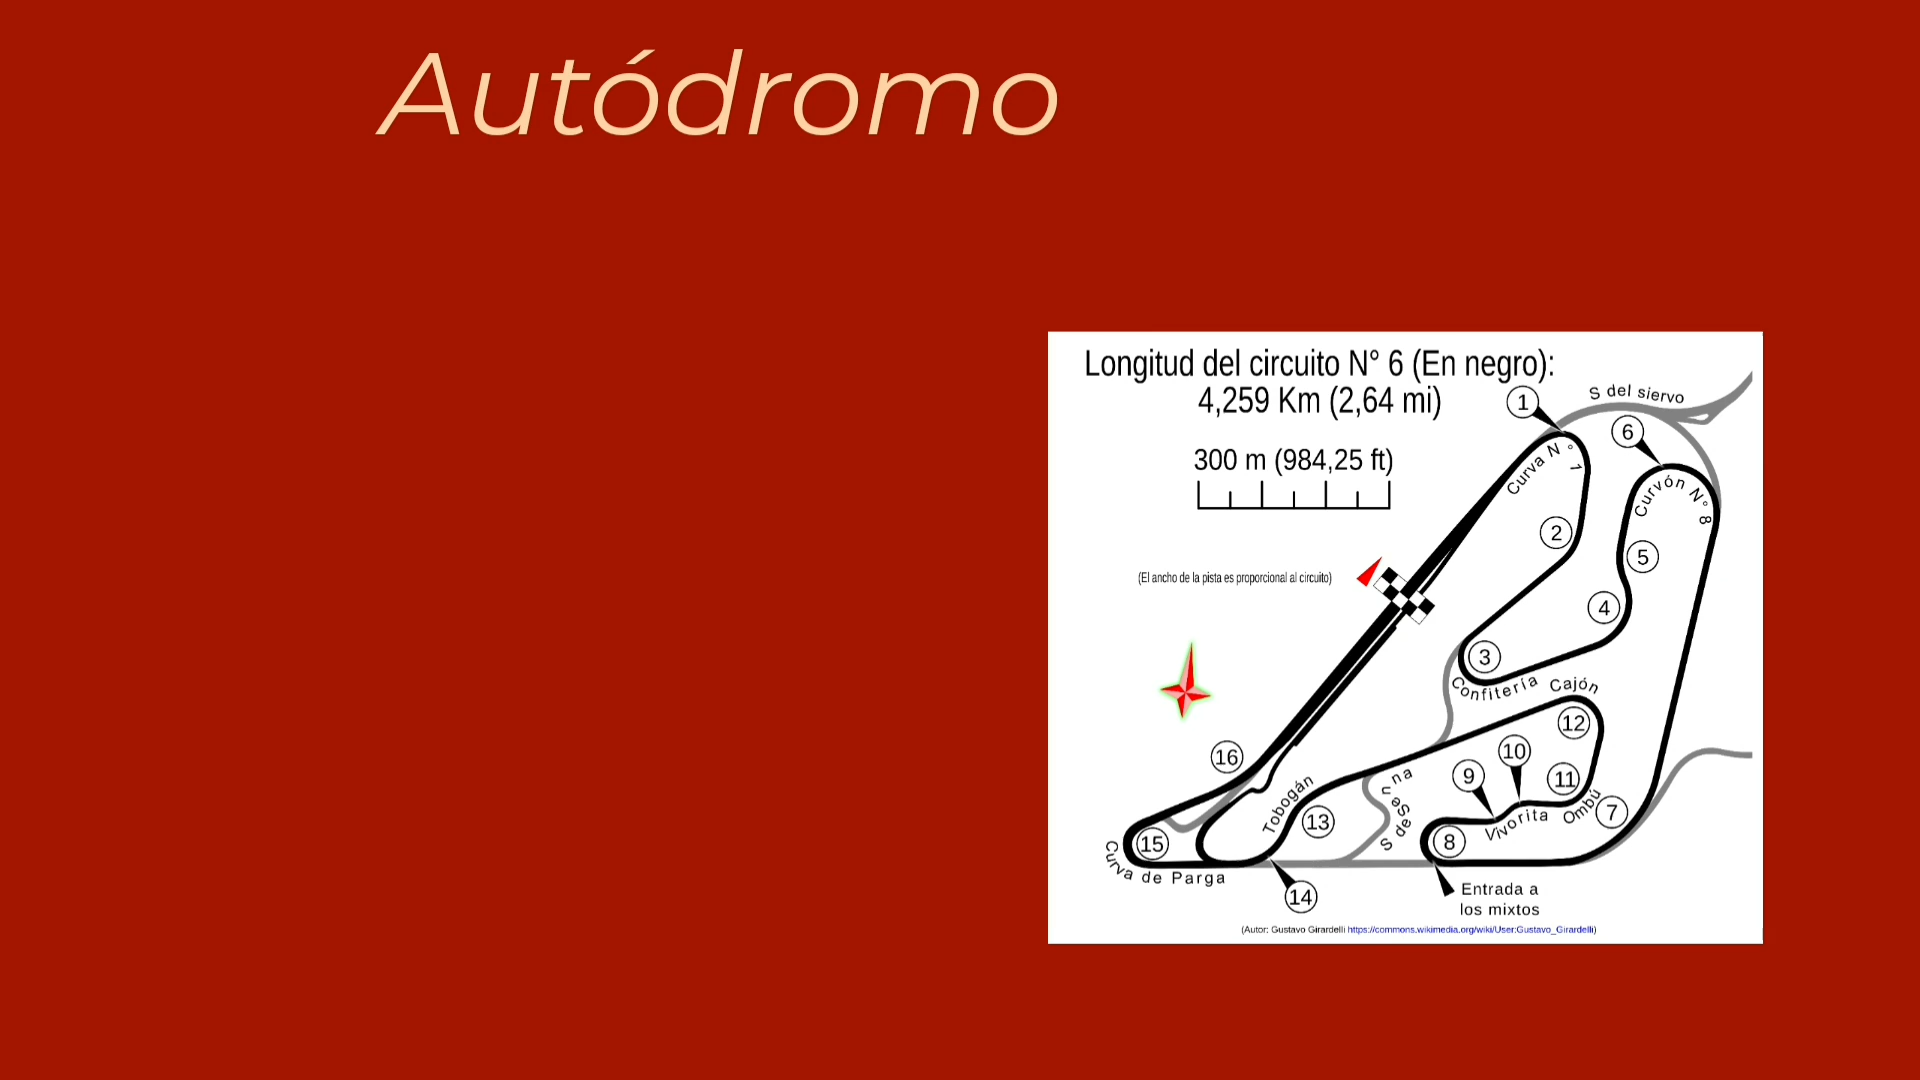 Autódromo
Longitud del circuito N° 6 (En negro):
4,259 Km (2,64 mi)
300 m (984,25 ft)
(El ancho de la pista es proporcional al circuito)
S del siervo
1
6
Curva N° 1
Curvón N° 8
2
5
4
3
Confitería
Cajón
12
16
10
9
11
S de Senna
Tobogán
Vivorita
Ombú
7
13
15
8
Curva de Parga
14
Entrada a
los mixtos
(Autor: Gustavo Girardelli https://commons.wikimedia.org/wiki/User:Gustavo_Girardelli)